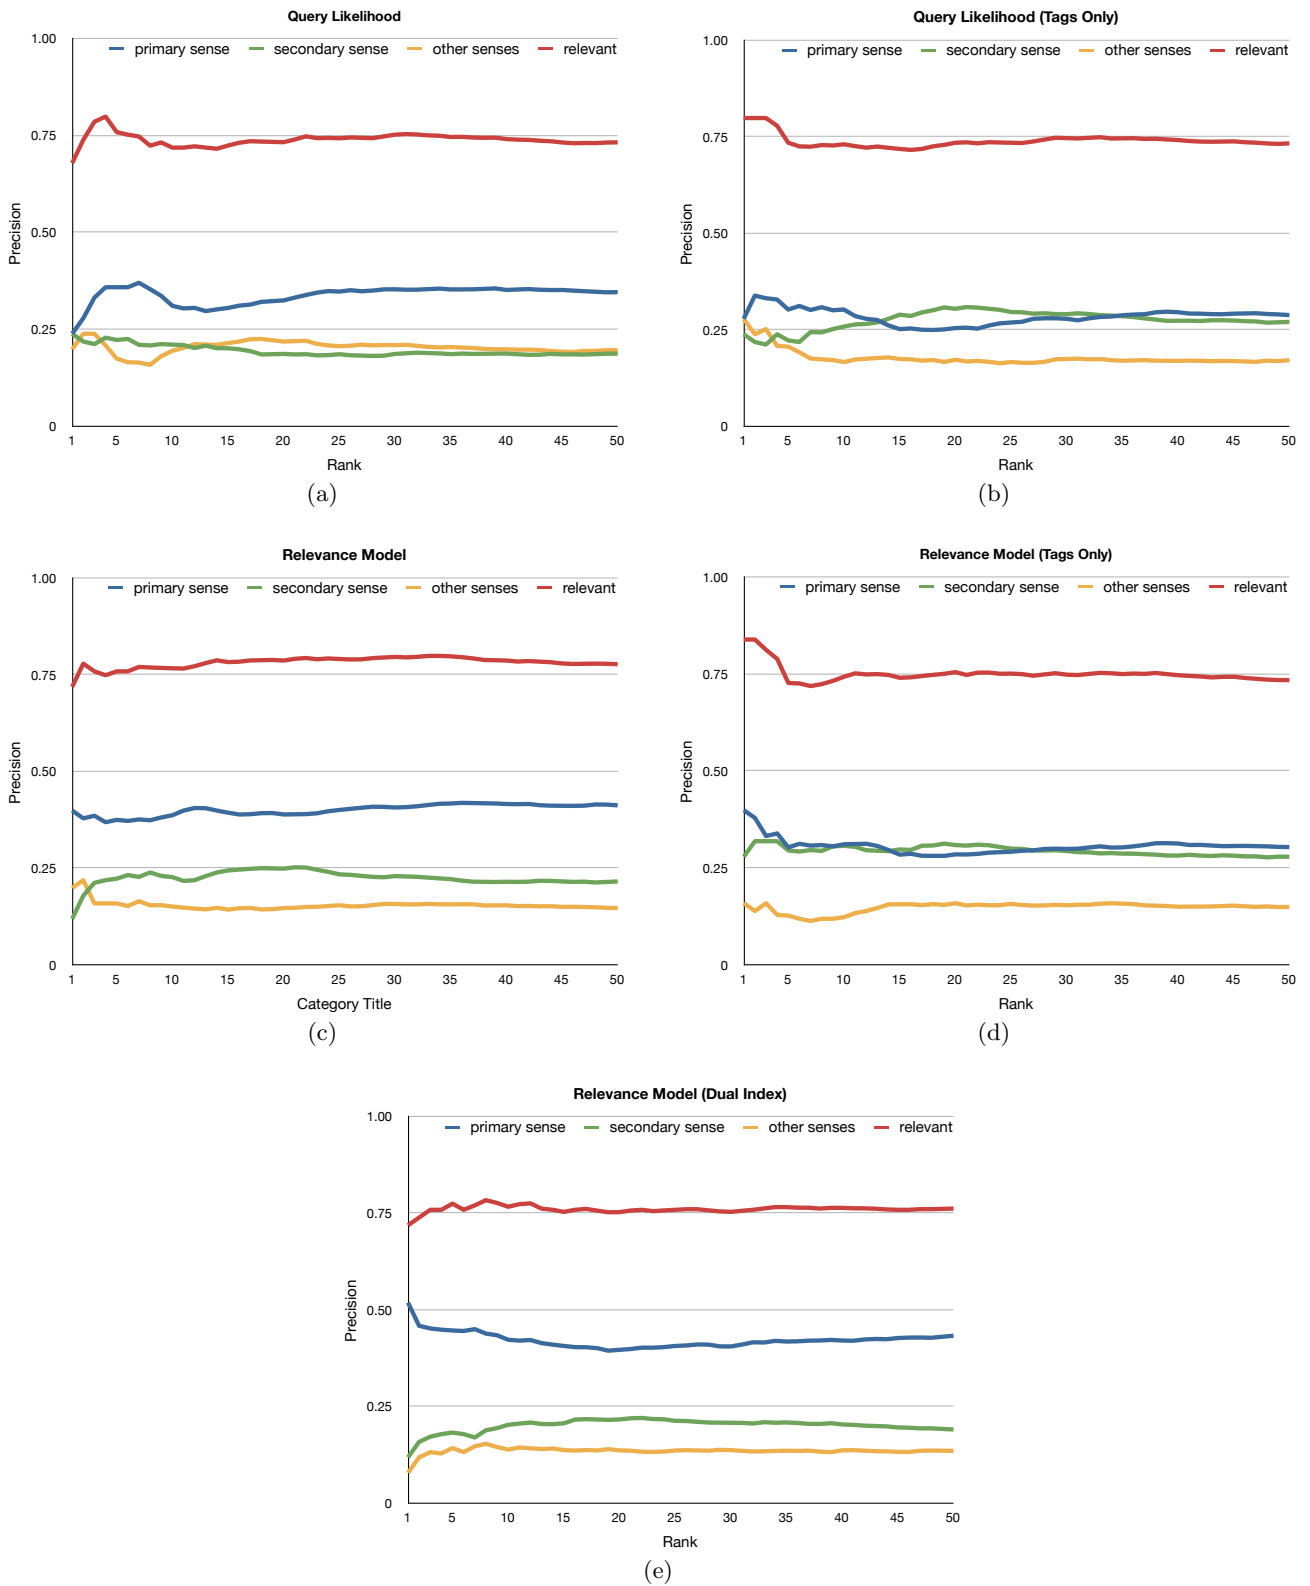 Query Likelihood
primary sense secondary sense other senses relevant
1.00
0.75
0.50
0.25
0
Precision
1 5 10 15 20 25 30 35 40 45 50
Rank
(a)
Query Likelihood (Tags Only)
primary sense secondary sense other senses relevant
1.00
0.75
0.50
0.25
0
Precision
1 5 10 15 20 25 30 35 40 45 50
Rank
(b)
Relevance Model
primary sense secondary sense other senses relevant
1.00
0.75
0.50
0.25
0
Precision
1 5 10 15 20 25 30 35 40 45 50
Category Title
(c)
Relevance Model (Tags Only)
primary sense secondary sense other senses relevant
1.00
0.75
0.50
0.25
0
Precision
1 5 10 15 20 25 30 35 40 45 50
Rank
(d)
Relevance Model (Dual Index)
primary sense secondary sense other senses relevant
1.00
0.75
0.50
0.25
0
Precision
1 5 10 15 20 25 30 35 40 45 50
Rank
(e)